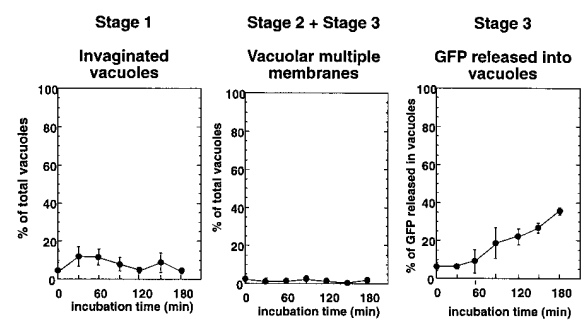 Stage 1
Stage 2 + Stage 3
Stage 3
Invaginated
vacuoles
Vacuolar multiple
membranes
GFP released into
vacuoles
% of total vacuoles
100
80
60
40
20
0
0 60 120 180
incubation time (min)
% of total vacuoles
100
80
60
40
20
0
0 60 120 180
incubation time (min)
% of GFP released in vacuoles
100
80
60
40
20
0
0 60 120 180
incubation time (min)